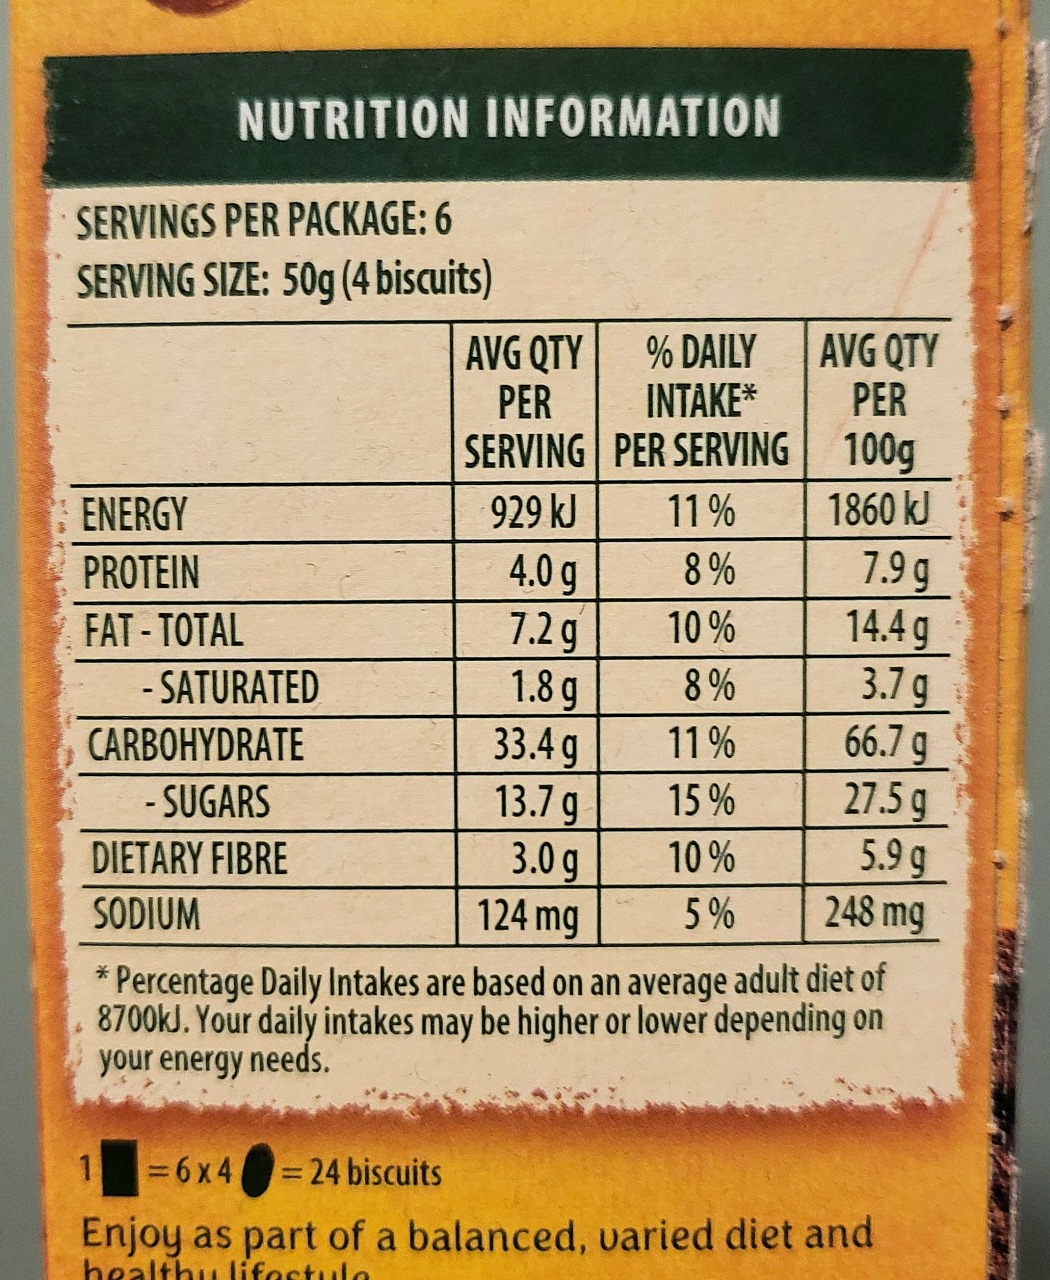 NUTRITION INFORMATION
SERVINGS PER PACKAGE: 6
SERVING SIZE: 50g (4 biscuits)
AVG QTY PER SERVING % DAILY INTAKE* PER SERVING AVG QTY PER 100g
ENERGY 929 kJ 11 % 1860 kJ
PROTEIN 4.0 g 8 % 7.9 g
FAT - TOTAL 7.2 g 10 % 14.4 g
- SATURATED 1.8 g 8 % 3.7 g
CARBOHYDRATE 33.4 g 11 % 66.7 g
- SUGARS 13.7 g 15 % 27.5 g
DIETARY FIBRE 3.0 g 10 % 5.9 g
SODIUM 124 mg 5 % 248 mg
* Percentage Daily Intakes are based on an average adult diet of
8700kJ. Your daily intakes may be higher or lower depending on
your energy needs.
1 = 6 x 4 = 24 biscuits
Enjoy as part of a balanced, varied diet and
healthy lifestyle